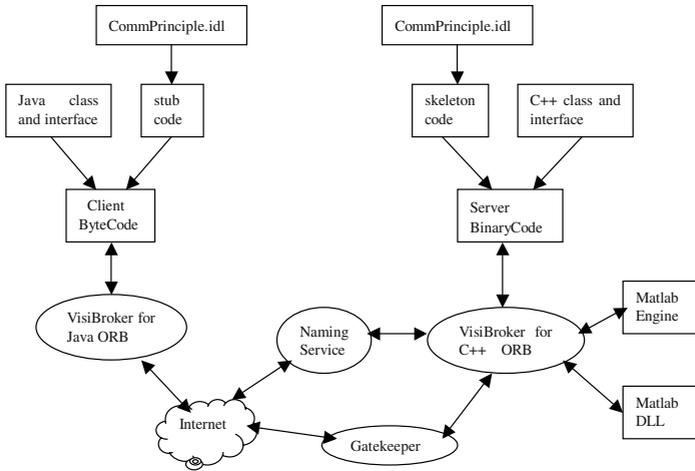 CommPrinciple.idl
CommPrinciple.idl
Java class
and interface
stub
code
skeleton
code
C++ class and
interface
Client
ByteCode
Server
BinaryCode
VisiBroker for
Java ORB
Naming
Service
VisiBroker for
C++ ORB
Matlab
Engine
Matlab
DLL
Internet
Gatekeeper